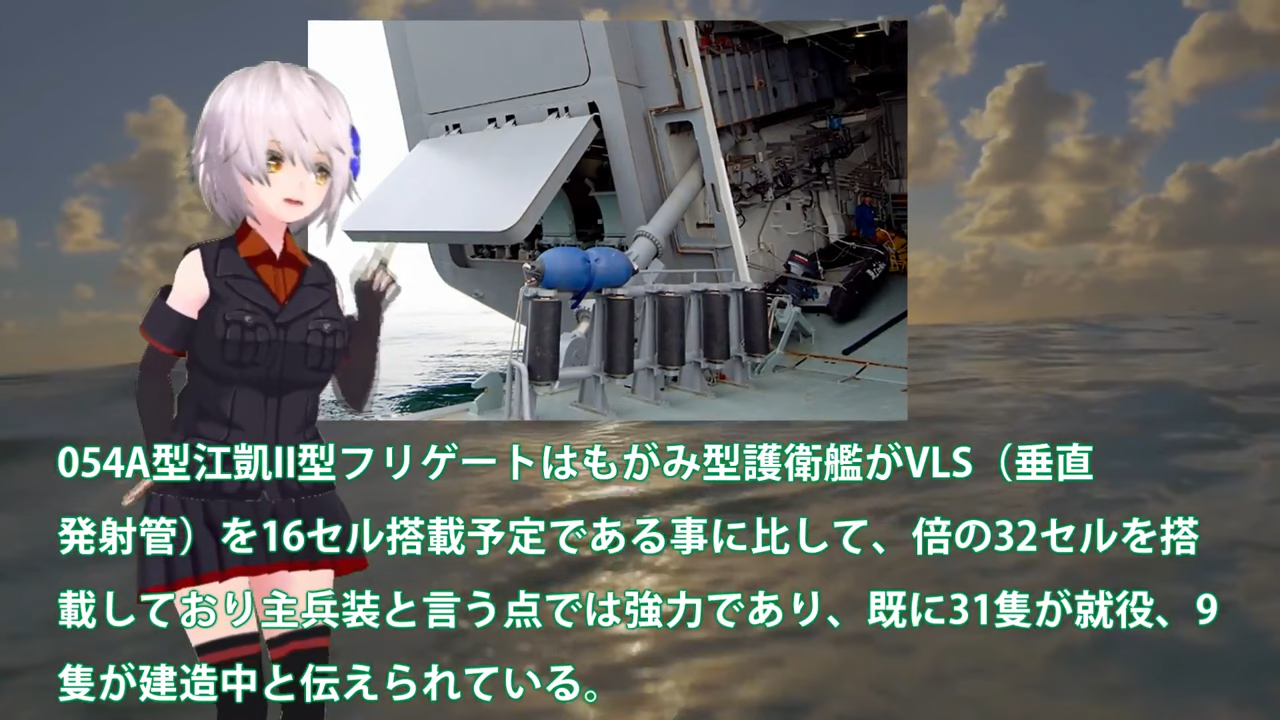 054A型江凱II型フリゲートはもがみ型護衛艦がVLS（垂直
発射管）を16セル搭載予定である事に比して、倍の32セルを搭
載しており主兵装と言う点では強力であり、既に31隻が就役、9
隻が建造中と伝えられている。